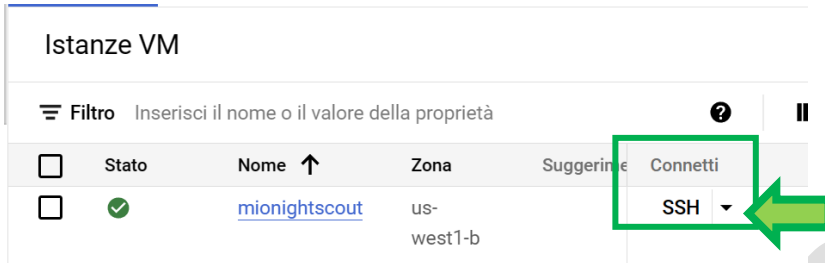 Istanze VM
Filtro Inserisci il nome o il valore della proprietà
Stato Nome Zona Suggerime Connetti
mionightscout us- SSH
west1-b